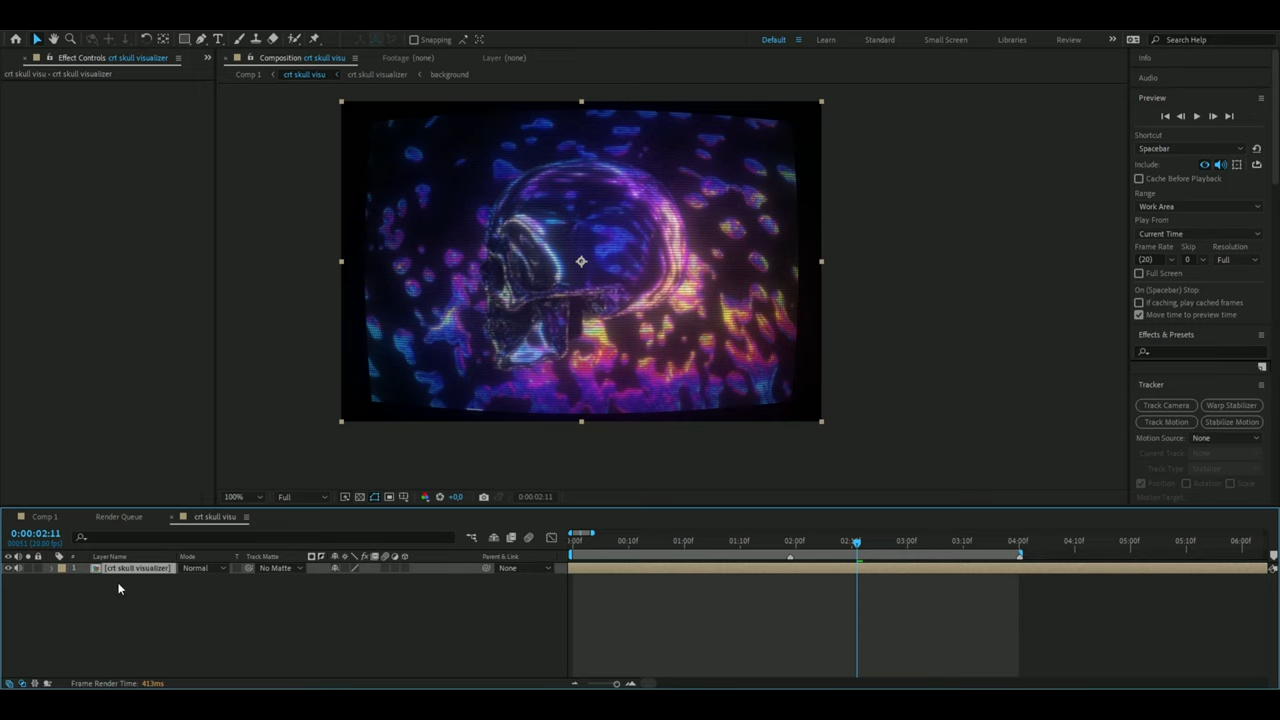 Snapping
Default
Learn
Standard
Small Screen
Libraries
Review
Search Help
Effect Controls crt skull visualizer
Composition crt skull visu
Footage (none)
Layer (none)
Info
crt skull visu • crt skull visualizer
Comp 1
crt skull visu
crt skull visualizer
background
Audio
Preview
Shortcut
Spacebar
Include:
Cache Before Playback
Range
Work Area
Play From
Current Time
Frame Rate Skip Resolution
(20) 0 Full
Full Screen
On (Spacebar) Stop:
If caching, play cached frames
Move time to preview time
Effects & Presets
Tracker
Track Camera Warp Stabilizer
Track Motion Stabilize Motion
Motion Source: None
Current Track: None
Track Type Stabilize
Position Rotation Scale
Motion Target:
100% Full +0,0 0:00:02:11
Comp 1
Render Queue
crt skull visu
0:00:02:11
00051 (20.00 fps)
:00f 00:10f 01:00f 01:10f 02:00f 02:10f 03:00f 03:10f 04:00f 04:10f 05:00f 05:10f 06:00f
# Layer Name Mode T Track Matte Parent & Link
1 [crt skull visualizer] Normal No Matte None
Frame Render Time: 413ms